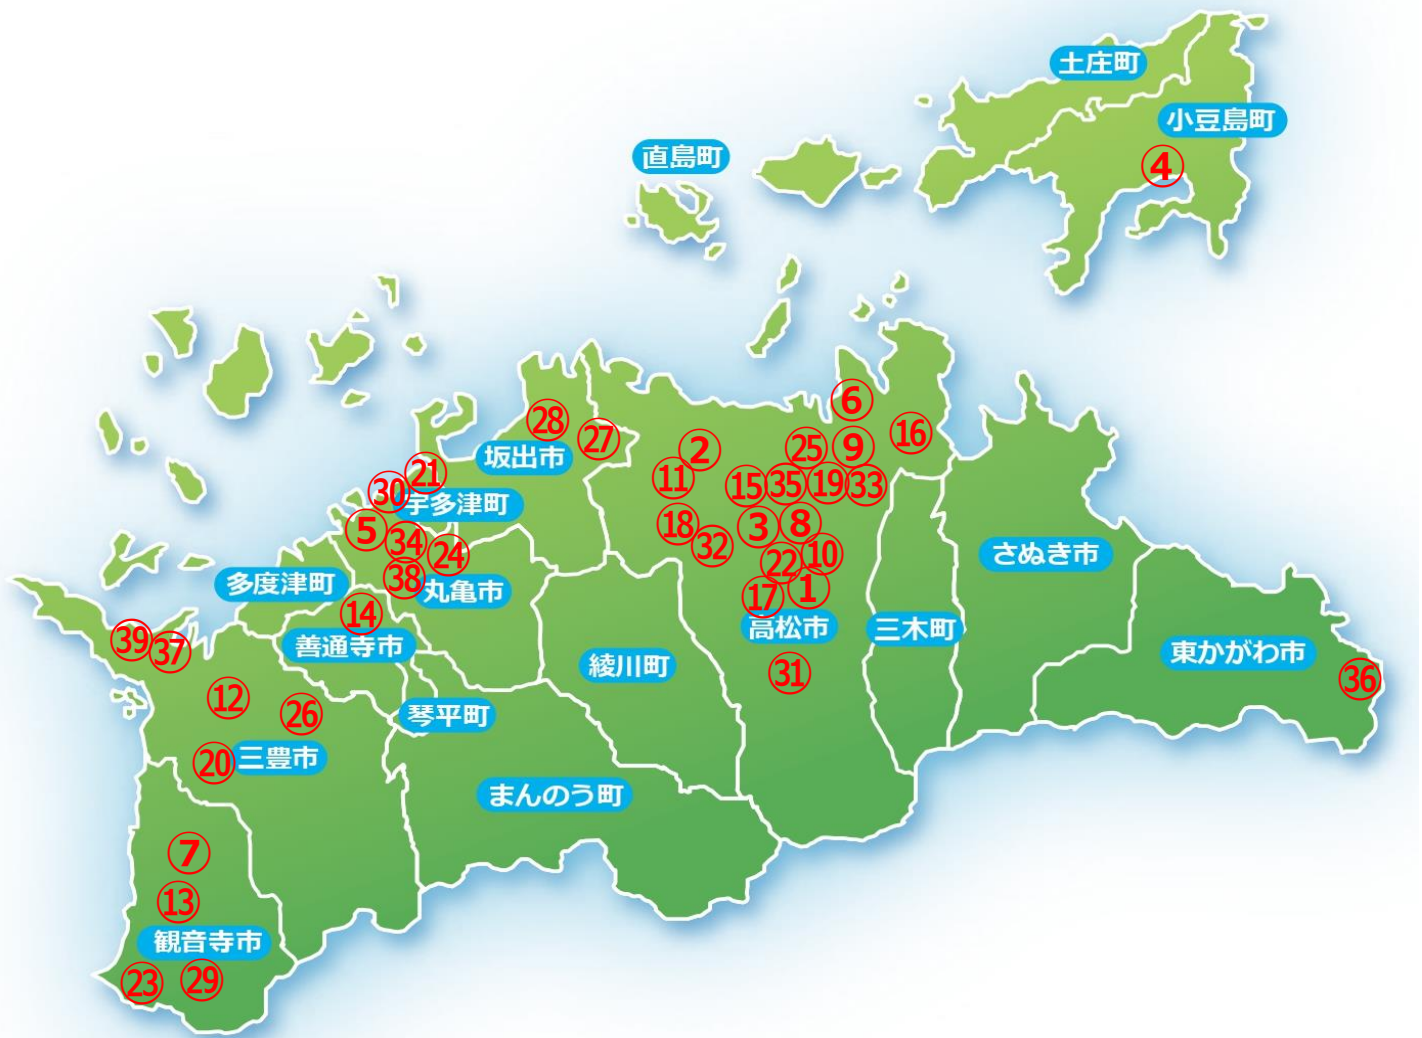 土庄町
小豆島町
直島町
④
⑥
㉘
㉗
②
㉕
⑨
⑯
坂出市
㉑
⑪
⑮
㉟
⑲
㉝
㉚
宇多津町
⑤
㉞
㉔
⑱
㉜
③
⑧
㉒
⑩
さぬき市
多度津町
㊳
丸亀市
⑰
①
⑭
高松市
三木町
㊴
㊲
善通寺市
綾川町
㉛
東かがわ市
㊱
⑫
㉖
琴平町
⑳
三豊市
まんのう町
⑦
⑬
観音寺市
㉓
㉙